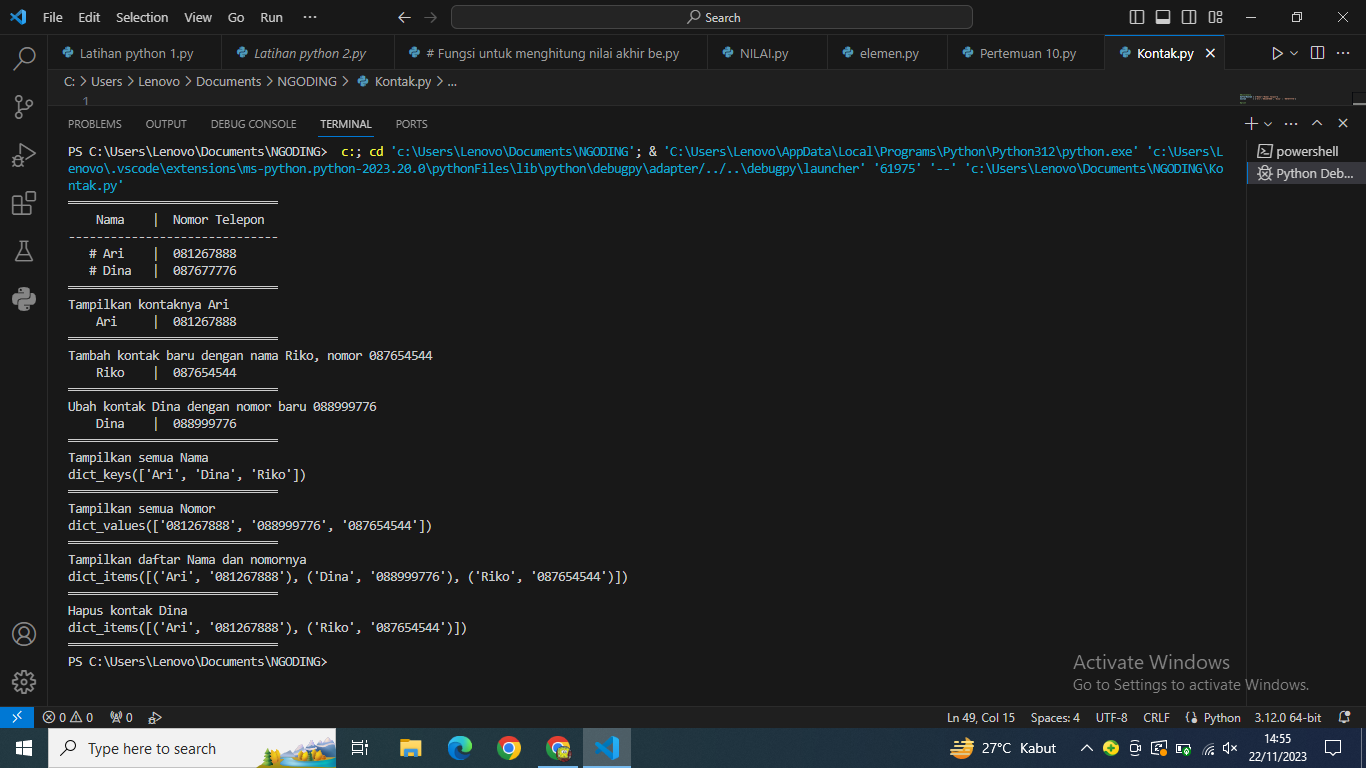 File Edit Selection View Go Run ··· Search
Latihan python 1.py Latihan python 2.py # Fungsi untuk menghitung nilai akhir be.py NILAI.py elemen.py Pertemuan 10.py Kontak.py
C: > Users > Lenovo > Documents > NGODING > Kontak.py > ...
1
PROBLEMS OUTPUT DEBUG CONSOLE TERMINAL PORTS
PS C:\Users\Lenovo\Documents\NGODING>  c:; cd 'c:\Users\Lenovo\Documents\NGODING'; & 'C:\Users\Lenovo\AppData\Local\Programs\Python\Python312\python.exe' 'c:\Users\L
enovo\.vscode\extensions\ms-python.python-2023.20.0\pythonFiles\lib\python\debugpy\adapter/../..\debugpy\launcher' '61975' '--' 'c:\Users\Lenovo\Documents\NGODING\Ko
ntak.py'
══════════════════════════════
Nama | Nomor Telepon
------------------------------
# Ari | 081267888
# Dina | 087677776
══════════════════════════════
Tampilkan kontaknya Ari
Ari | 081267888
══════════════════════════════
Tambah kontak baru dengan nama Riko, nomor 087654544
Riko | 087654544
══════════════════════════════
Ubah kontak Dina dengan nomor baru 088999776
Dina | 088999776
══════════════════════════════
Tampilkan semua Nama
dict_keys(['Ari', 'Dina', 'Riko'])
══════════════════════════════
Tampilkan semua Nomor
dict_values(['081267888', '088999776', '087654544'])
══════════════════════════════
Tampilkan daftar Nama dan nomornya
dict_items([('Ari', '081267888'), ('Dina', '088999776'), ('Riko', '087654544')])
══════════════════════════════
Hapus kontak Dina
dict_items([('Ari', '081267888'), ('Riko', '087654544')])
══════════════════════════════
PS C:\Users\Lenovo\Documents\NGODING>
powershell
Python Deb...
Activate Windows
Go to Settings to activate Windows.
0 0 0 Ln 49, Col 15 Spaces: 4 UTF-8 CRLF Python 3.12.0 64-bit
Type here to search 27°C Kabut 14:55
22/11/2023